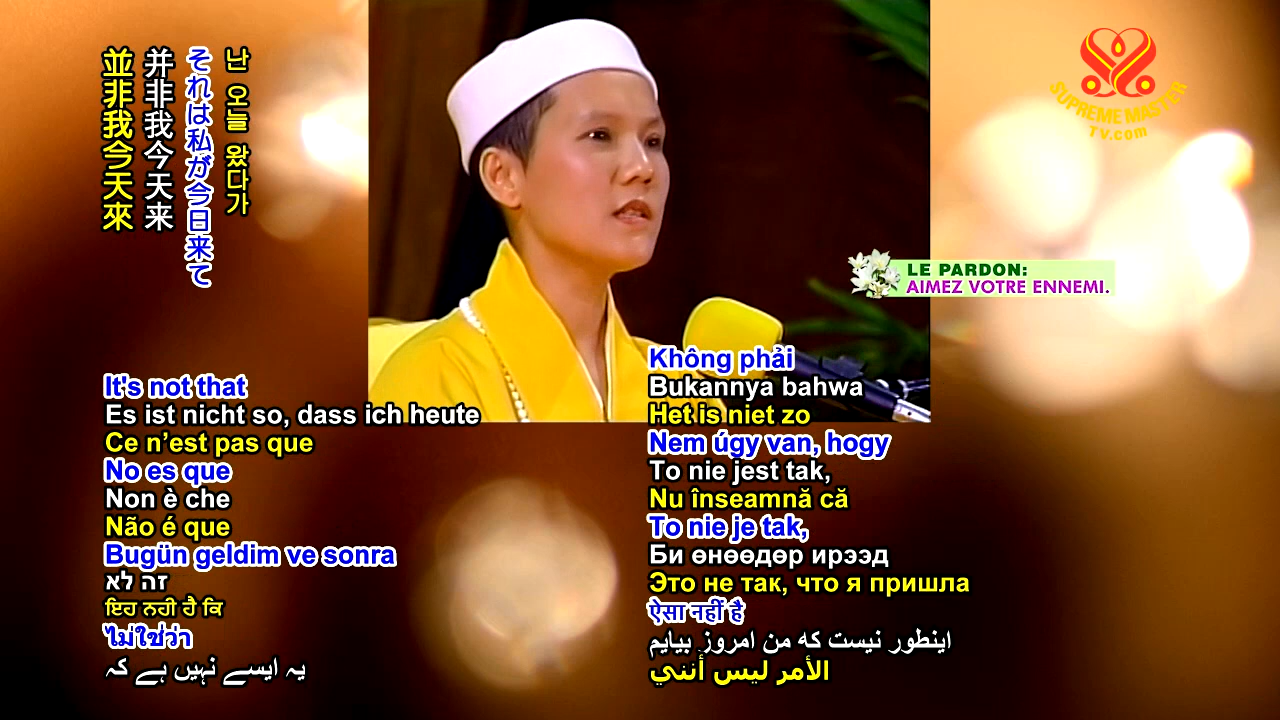 並非我今天來
并非我今天来
それは私が今日来て
난 오늘 왔다가
SUPREME MASTER
TV.com
LE PARDON:
AIMEZ VOTRE ENNEMI.
It's not that
Es ist nicht so, dass ich heute
Ce n’est pas que
No es que
Non è che
Não é que
Bugün geldim ve sonra
זה לא
ਇਹ ਨਹੀ ਹੈ ਕਿ
ไม่ใช่ว่า
یہ ایسے نہیں ہے کہ
Không phải
Bukannya bahwa
Het is niet zo
Nem úgy van, hogy
To nie jest tak,
Nu înseamnă că
To nie je tak,
Би өнөөдөр ирээд
Это не так, что я пришла
ऐसा नहीं है
اینطور نیست که من امروز بیایم
الأمر ليس أنني